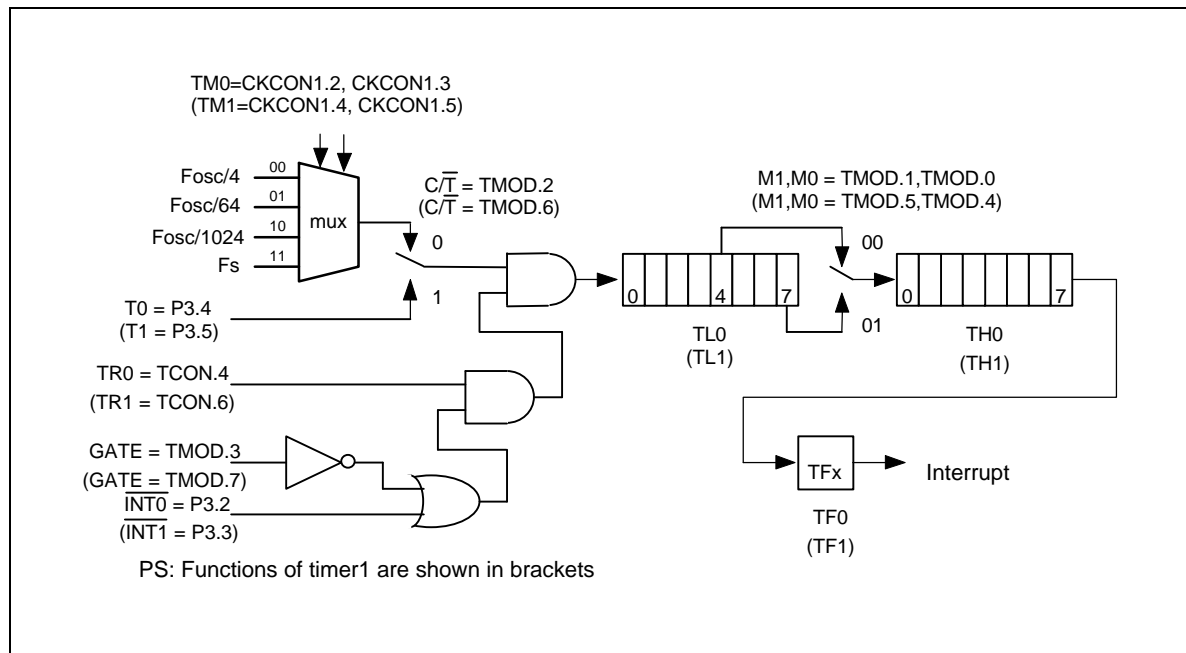 TM0=CKCON1.2, CKCON1.3
(TM1=CKCON1.4, CKCON1.5)
Fosc/4
00
Fosc/64
01
Fosc/1024
10
Fs
11
mux
C/T̅ = TMOD.2
(C/T̅ = TMOD.6)
0
1
T0 = P3.4
(T1 = P3.5)
M1,M0 = TMOD.1,TMOD.0
(M1,M0 = TMOD.5,TMOD.4)
0 4 7
TL0
(TL1)
00
01
0 7
TH0
(TH1)
TR0 = TCON.4
(TR1 = TCON.6)
GATE = TMOD.3
(GATE = TMOD.7)
I̅N̅T̅0̅ = P3.2
(I̅N̅T̅1̅ = P3.3)
TFx
Interrupt
TF0
(TF1)
PS: Functions of timer1 are shown in brackets